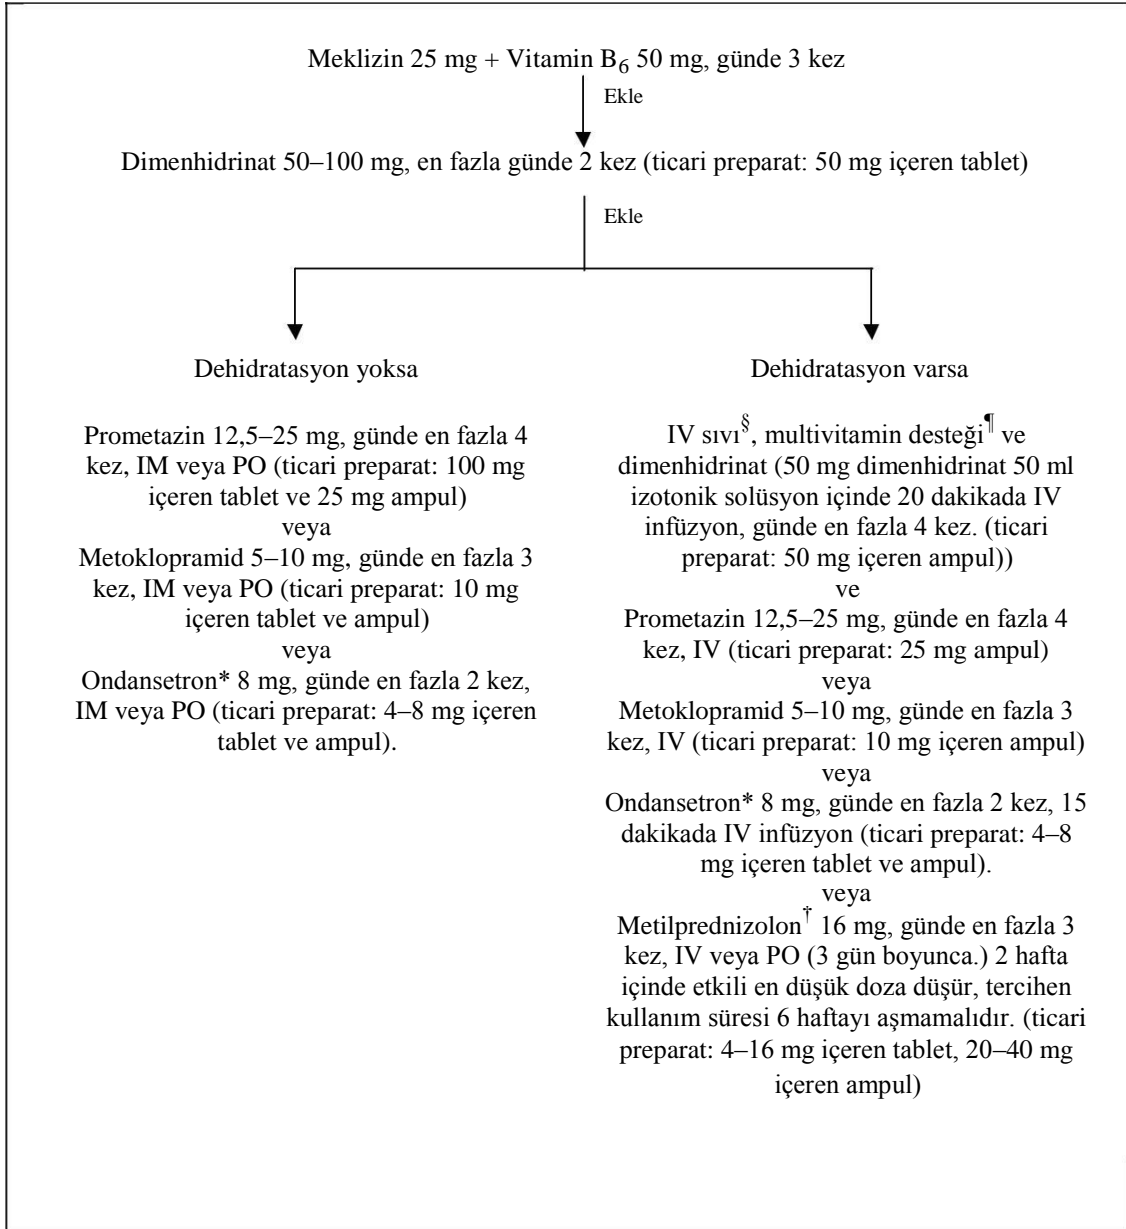 Meklizin 25 mg + Vitamin B6 50 mg, günde 3 kez
Ekle
Dimenhidrinat 50–100 mg, en fazla günde 2 kez (ticari preparat: 50 mg içeren tablet)
Ekle
Dehidratasyon yoksa
Prometazin 12,5–25 mg, günde en fazla 4
kez, IM veya PO (ticari preparat: 100 mg
içeren tablet ve 25 mg ampul)
veya
Metoklopramid 5–10 mg, günde en fazla 3
kez, IM veya PO (ticari preparat: 10 mg
içeren tablet ve ampul)
veya
Ondansetron* 8 mg, günde en fazla 2 kez,
IM veya PO (ticari preparat: 4–8 mg içeren
tablet ve ampul).
Dehidratasyon varsa
IV sıvı§, multivitamin desteği¶ ve
dimenhidrinat (50 mg dimenhidrinat 50 ml
izotonik solüsyon içinde 20 dakikada IV
infüzyon, günde en fazla 4 kez. (ticari
preparat: 50 mg içeren ampul))
ve
Prometazin 12,5–25 mg, günde en fazla 4
kez, IV (ticari preparat: 25 mg ampul)
veya
Metoklopramid 5–10 mg, günde en fazla 3
kez, IV (ticari preparat: 10 mg içeren ampul)
veya
Ondansetron* 8 mg, günde en fazla 2 kez, 15
dakikada IV infüzyon (ticari preparat: 4–8
mg içeren tablet ve ampul).
veya
Metilprednizolon† 16 mg, günde en fazla 3
kez, IV veya PO (3 gün boyunca.) 2 hafta
içinde etkili en düşük doza düşür, tercihen
kullanım süresi 6 haftayı aşmamalıdır. (ticari
preparat: 4–16 mg içeren tablet, 20–40 mg
içeren ampul)